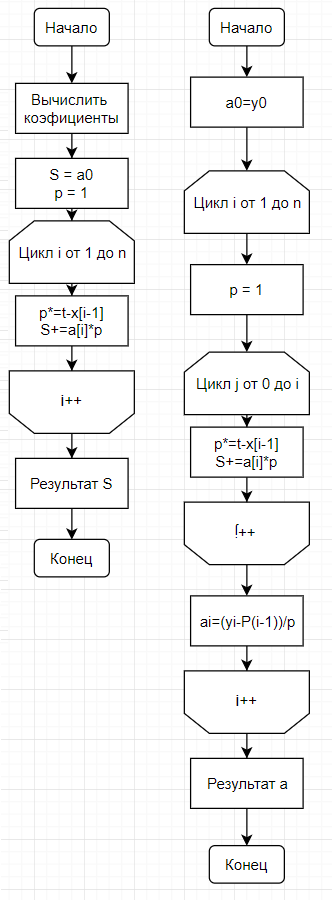 Начало
Вычислить
коэфициенты
S = a0
p = 1
Цикл i от 1 до n
p*=t-x[i-1]
S+=a[i]*p
i++
Результат S
Конец
Начало
a0=y0
Цикл i от 1 до n
p = 1
Цикл j от 0 до i
p*=t-x[i-1]
S+=a[i]*p
j++
ai=(yi-P(i-1))/p
i++
Результат a
Конец